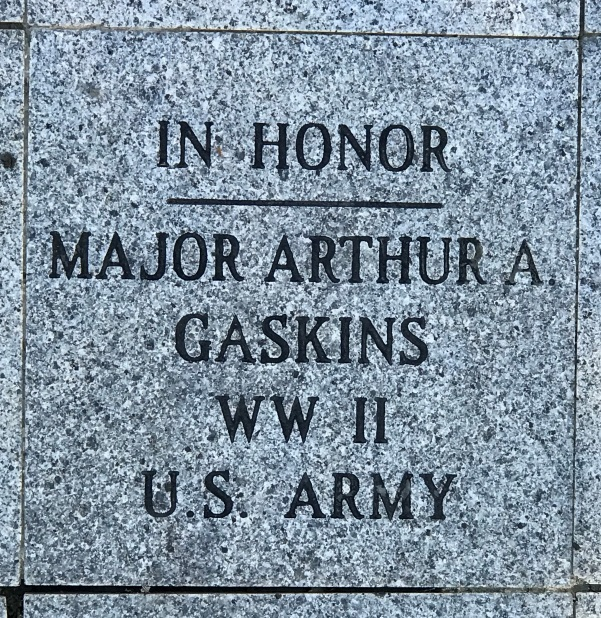 IN HONOR
MAJOR ARTHUR A.
GASKINS
WW II
U.S. ARMY